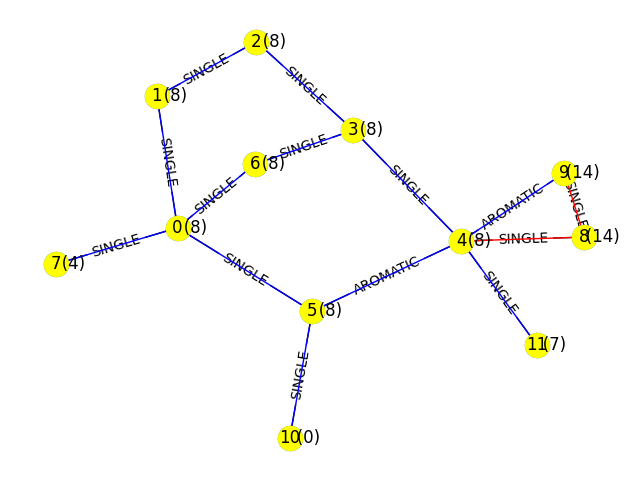 2(8)
SINGLE
1(8)
SINGLE
3(8)
SINGLE
6(8)
SINGLE
SINGLE
SINGLE
9(14)
AROMATIC
SINGLE
0(8)
SINGLE
8(14)
4(8)
SINGLE
7(4)
SINGLE
AROMATIC
SINGLE
5(8)
11(7)
SINGLE
10(0)